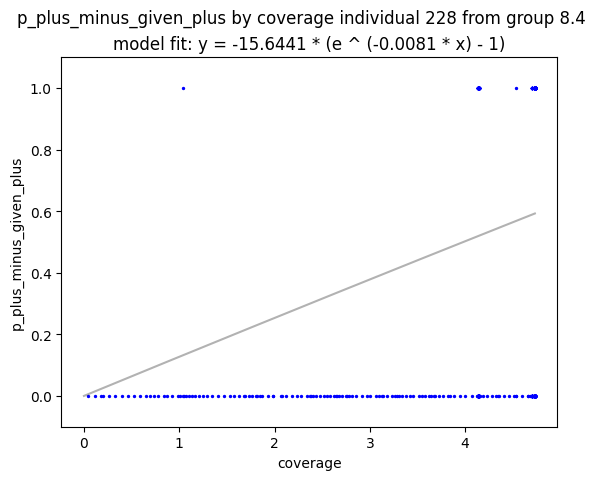 p_plus_minus_given_plus by coverage individual 228 from group 8.4
model fit: y = -15.6441 * (e ^ (-0.0081 * x) - 1)
p_plus_minus_given_plus
1.0
0.8
0.6
0.4
0.2
0.0
0 1 2 3 4
coverage